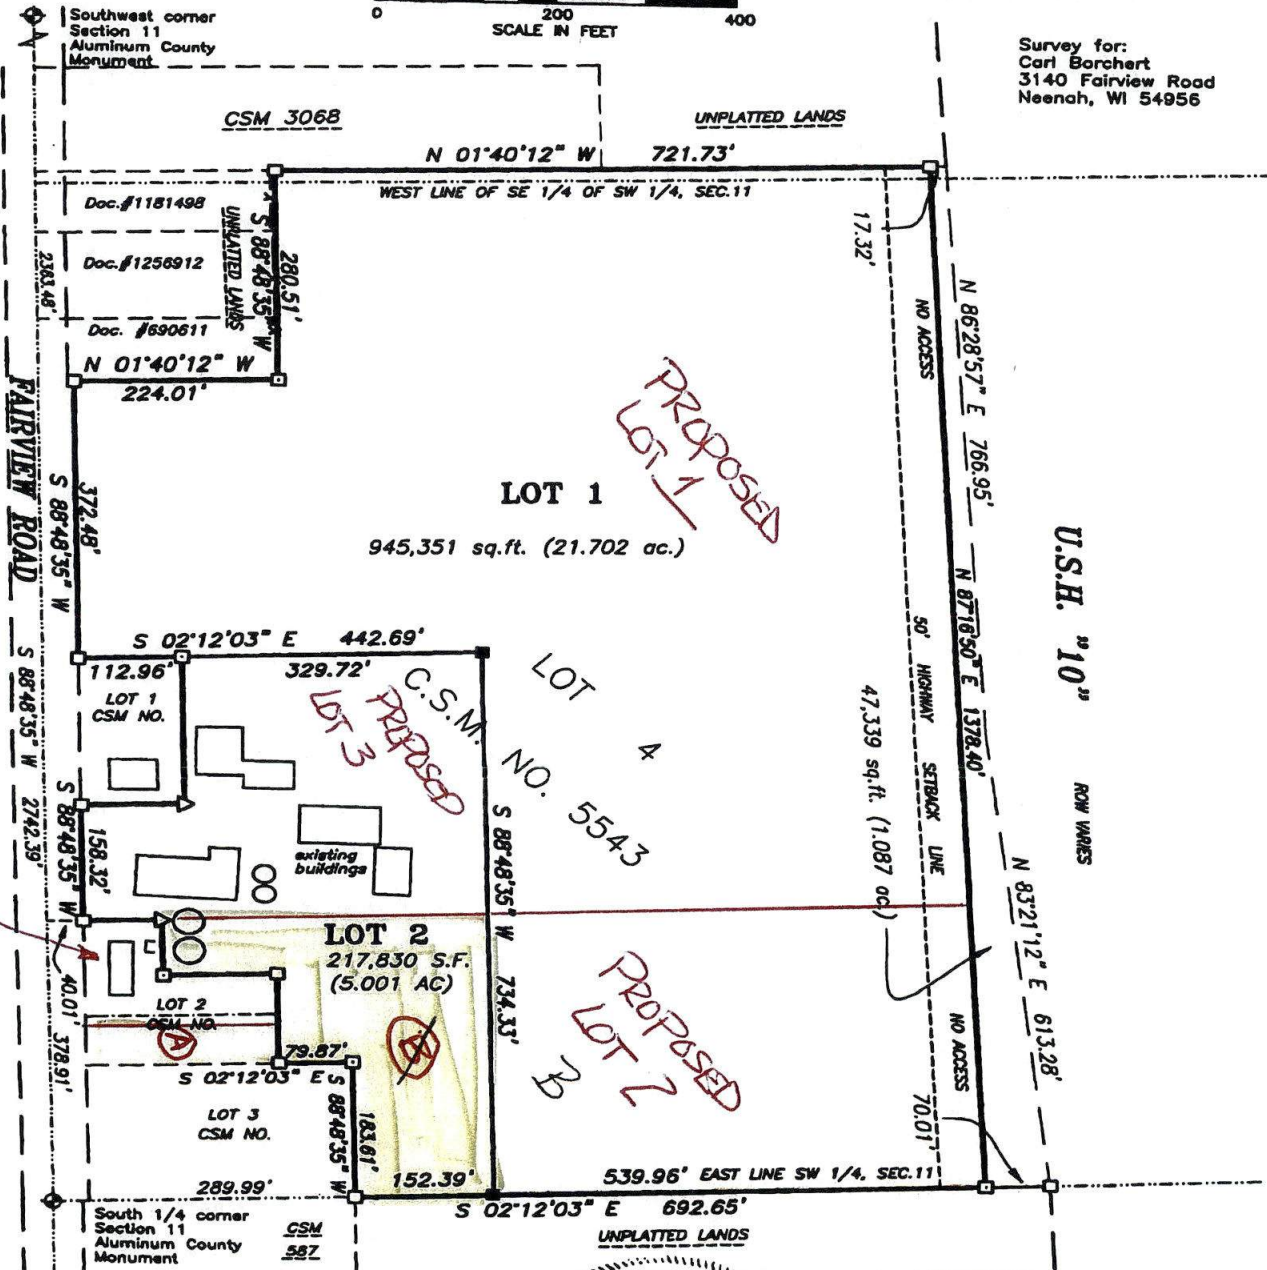 Southwest corner
Section 11
Aluminum County
Monument
0 200 400
SCALE IN FEET
Survey for:
Carl Borchert
3140 Fairview Road
Neenah, WI 54956
CSM 3068
UNPLATTED LANDS
N 01°40'12" W 721.73'
WEST LINE OF SE 1/4 OF SW 1/4, SEC.11
Doc.#1181498
Doc.#1256912
Doc. #690611
UNPLATTED LANDS
S 88°48'35" W
280.51'
17.32'
2383.48'
N 01°40'12" W
224.01'
NO ACCESS
N 86°28'57" E 766.95'
PROPOSED
LOT 1
LOT 1
945,351 sq.ft. (21.702 ac.)
FAIRVIEW ROAD
372.48'
S 88°48'35" W
U.S.H. "10"
ROW VARIES
N 87°16'50" E 1378.40'
50' HIGHWAY SETBACK LINE
47,339 sq.ft. (1.087 ac.)
S 02°12'03" E 442.69'
112.96'
329.72'
LOT 1
CSM NO.
PROPOSED
LOT 3
LOT 4
C.S.M. NO. 5543
S 88°48'35" W 2742.39'
S 88°48'35" W
158.32'
existing
buildings
S 88°48'35" W 734.33'
N 83°21'12" E 613.28'
LOT 2
217,830 S.F.
(5.001 AC)
A
40.01'
LOT 2
CSM NO.
A
378.91'
79.87'
S 02°12'03" E
PROPOSED
LOT 2
B
NO ACCESS
70.01'
LOT 3
CSM NO.
S 88°48'35" W
183.61'
289.99'
152.39'
539.96' EAST LINE SW 1/4, SEC.11
S 02°12'03" E 692.65'
South 1/4 corner
Section 11
Aluminum County
Monument
CSM
587
UNPLATTED LANDS